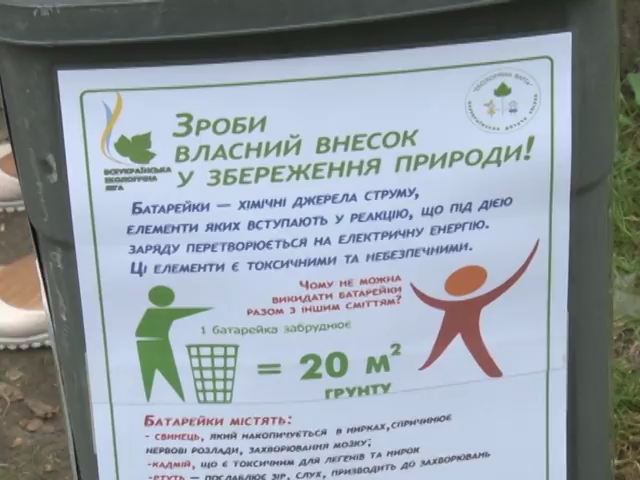 ВСЕУКРАЇНСЬКА
ЕКОЛОГІЧНА
ЛІГА
ЗРОБИ
ВЛАСНИЙ ВНЕСОК
У ЗБЕРЕЖЕННЯ ПРИРОДИ!
БАТАРЕЙКИ — ХІМІЧНІ ДЖЕРЕЛА СТРУМУ,
ЕЛЕМЕНТИ ЯКИХ ВСТУПАЮТЬ У РЕАКЦІЮ, ЩО ПІД ДІЄЮ
ЗАРЯДУ ПЕРЕТВОРЮЄТЬСЯ НА ЕЛЕКТРИЧНУ ЕНЕРГІЮ.
ЦІ ЕЛЕМЕНТИ Є ТОКСИЧНИМИ ТА НЕБЕЗПЕЧНИМИ.
ЧОМУ НЕ МОЖНА
ВИКИДАТИ БАТАРЕЙКИ
РАЗОМ З ІНШИМ СМІТТЯМ?
1 батарейка забруднює
= 20 м²
ГРУНТУ
БАТАРЕЙКИ МІСТЯТЬ:
- СВИНЕЦЬ, ЯКИЙ НАКОПИЧУЄТЬСЯ В НИРКАХ, СПРИЧИНЮЄ
НЕРВОВІ РОЗЛАДИ, ЗАХВОРЮВАННЯ МОЗКУ;
-КАДМІЙ, ЩО Є ТОКСИЧНИМ ДЛЯ ЛЕГЕНІВ ТА НИРОК
-РТУТЬ — ПОСЛАБЛЮЄ ЗІР, СЛУХ, ПРИЗВОДИТЬ ДО ЗАХВОРЮВАНЬ